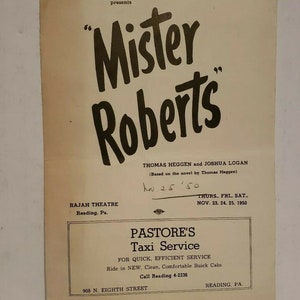 presents
"Mister
Roberts"
THOMAS HEGGEN and JOSHUA LOGAN
(Based on the novel by Thomas Heggen)
25 '50
RAJAH THEATRE
Reading, Pa.
THURS. FRI. SAT.
NOV. 23, 24, 25, 1950
PASTORE'S
Taxi Service
FOR QUICK, EFFICIENT SERVICE
Ride in NEW, Clean, Comfortable Buick Cabs
Call Reading 4-2236
908 N. EIGHTH STREET
READING, PA.